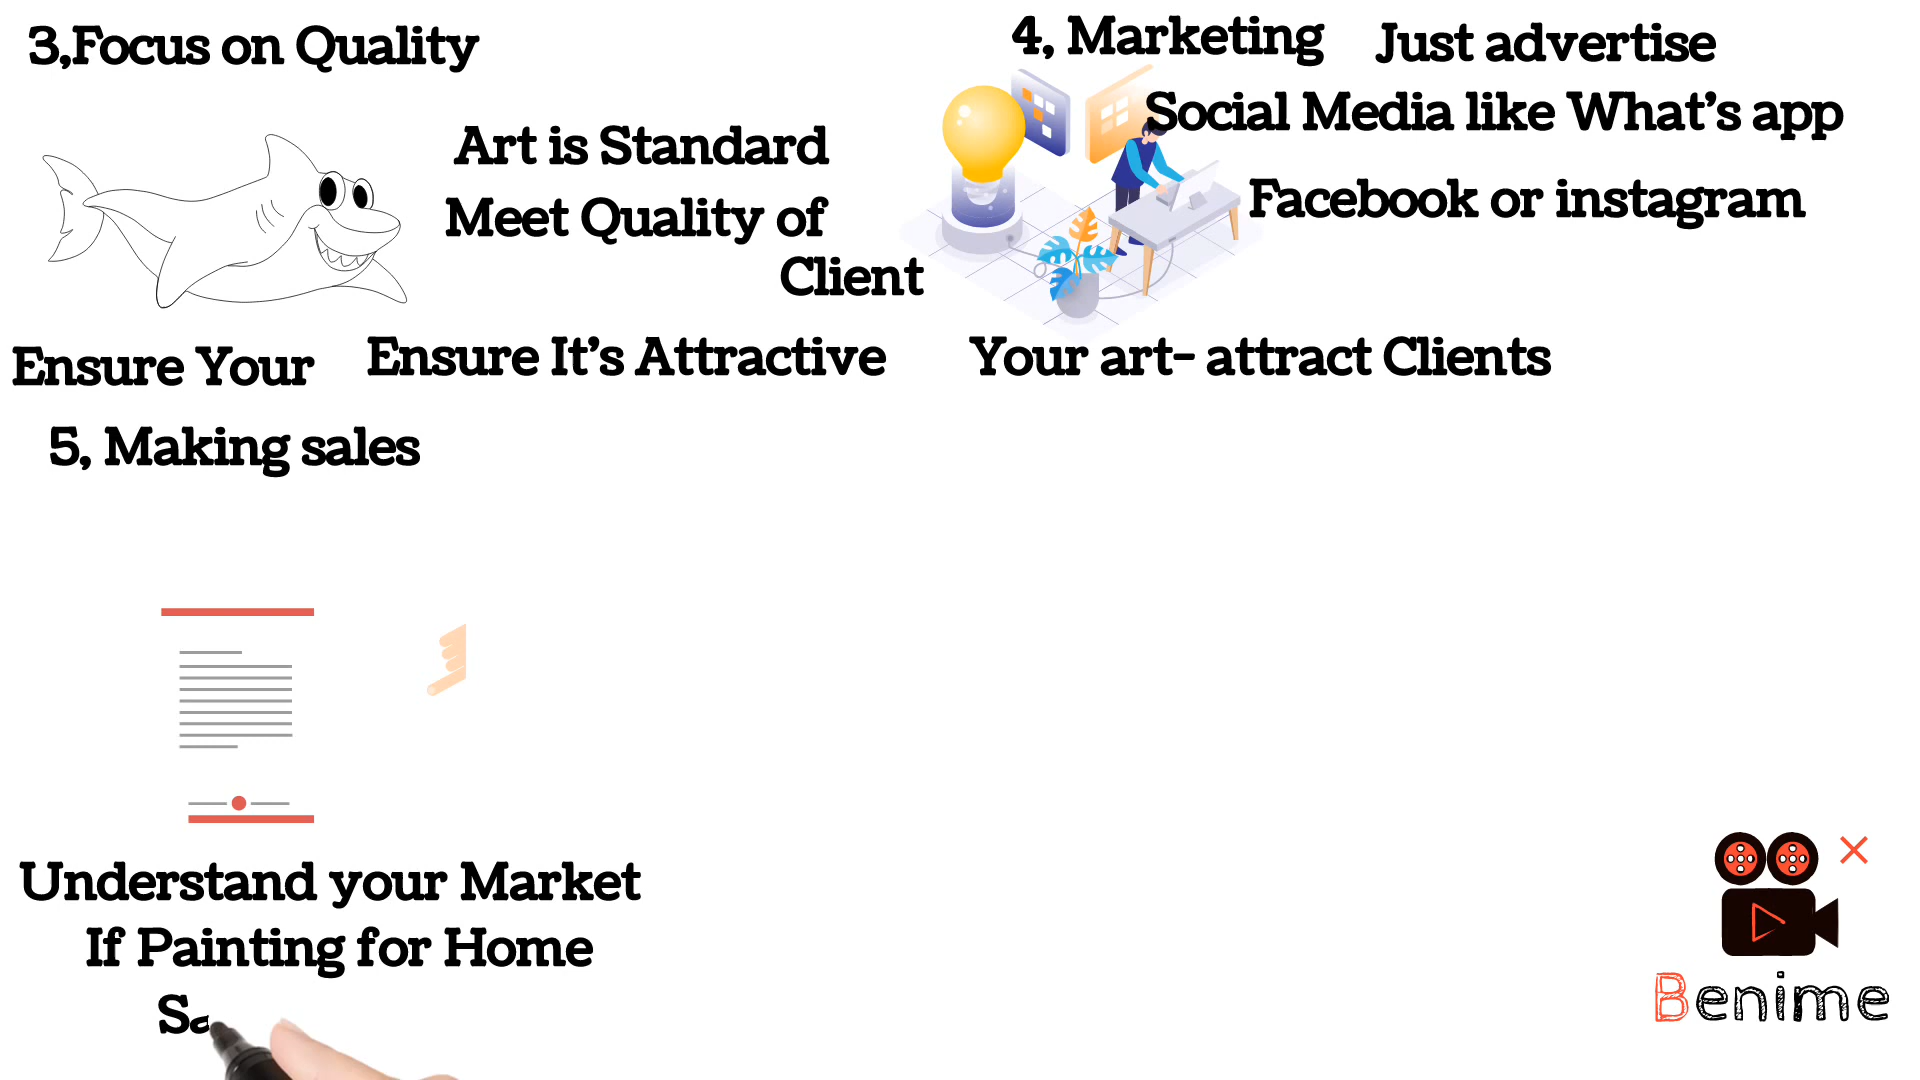 3,Focus on Quality
Art is Standard
Meet Quality of
Client
Ensure Your
Ensure It's Attractive
4, Marketing
Just advertise
Social Media like What's app
Facebook or instagram
Your art- attract Clients
5, Making sales
Understand your Market
If Painting for Home
Sa
Benime